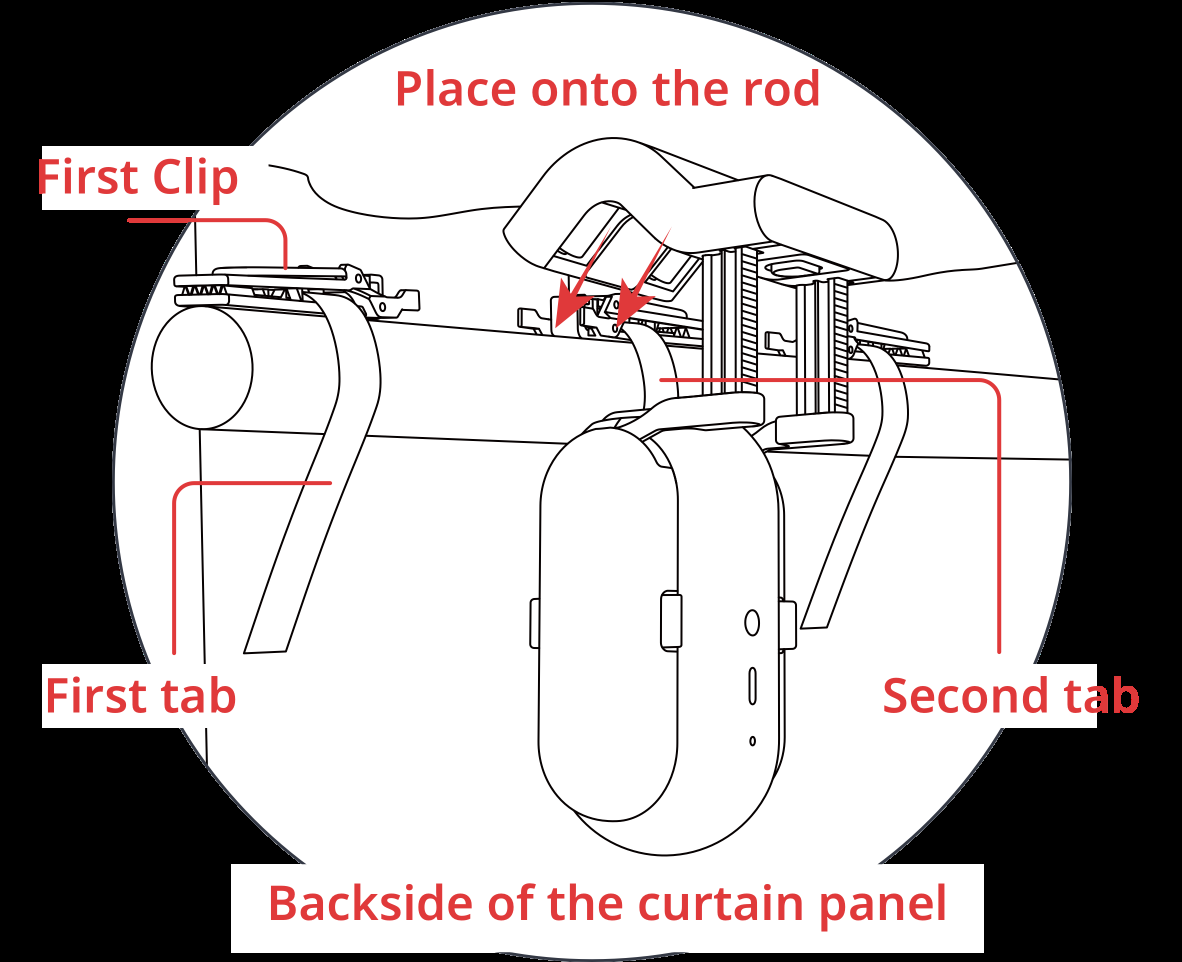 Place onto the rod
First Clip
First tab
Second tab
Backside of the curtain panel